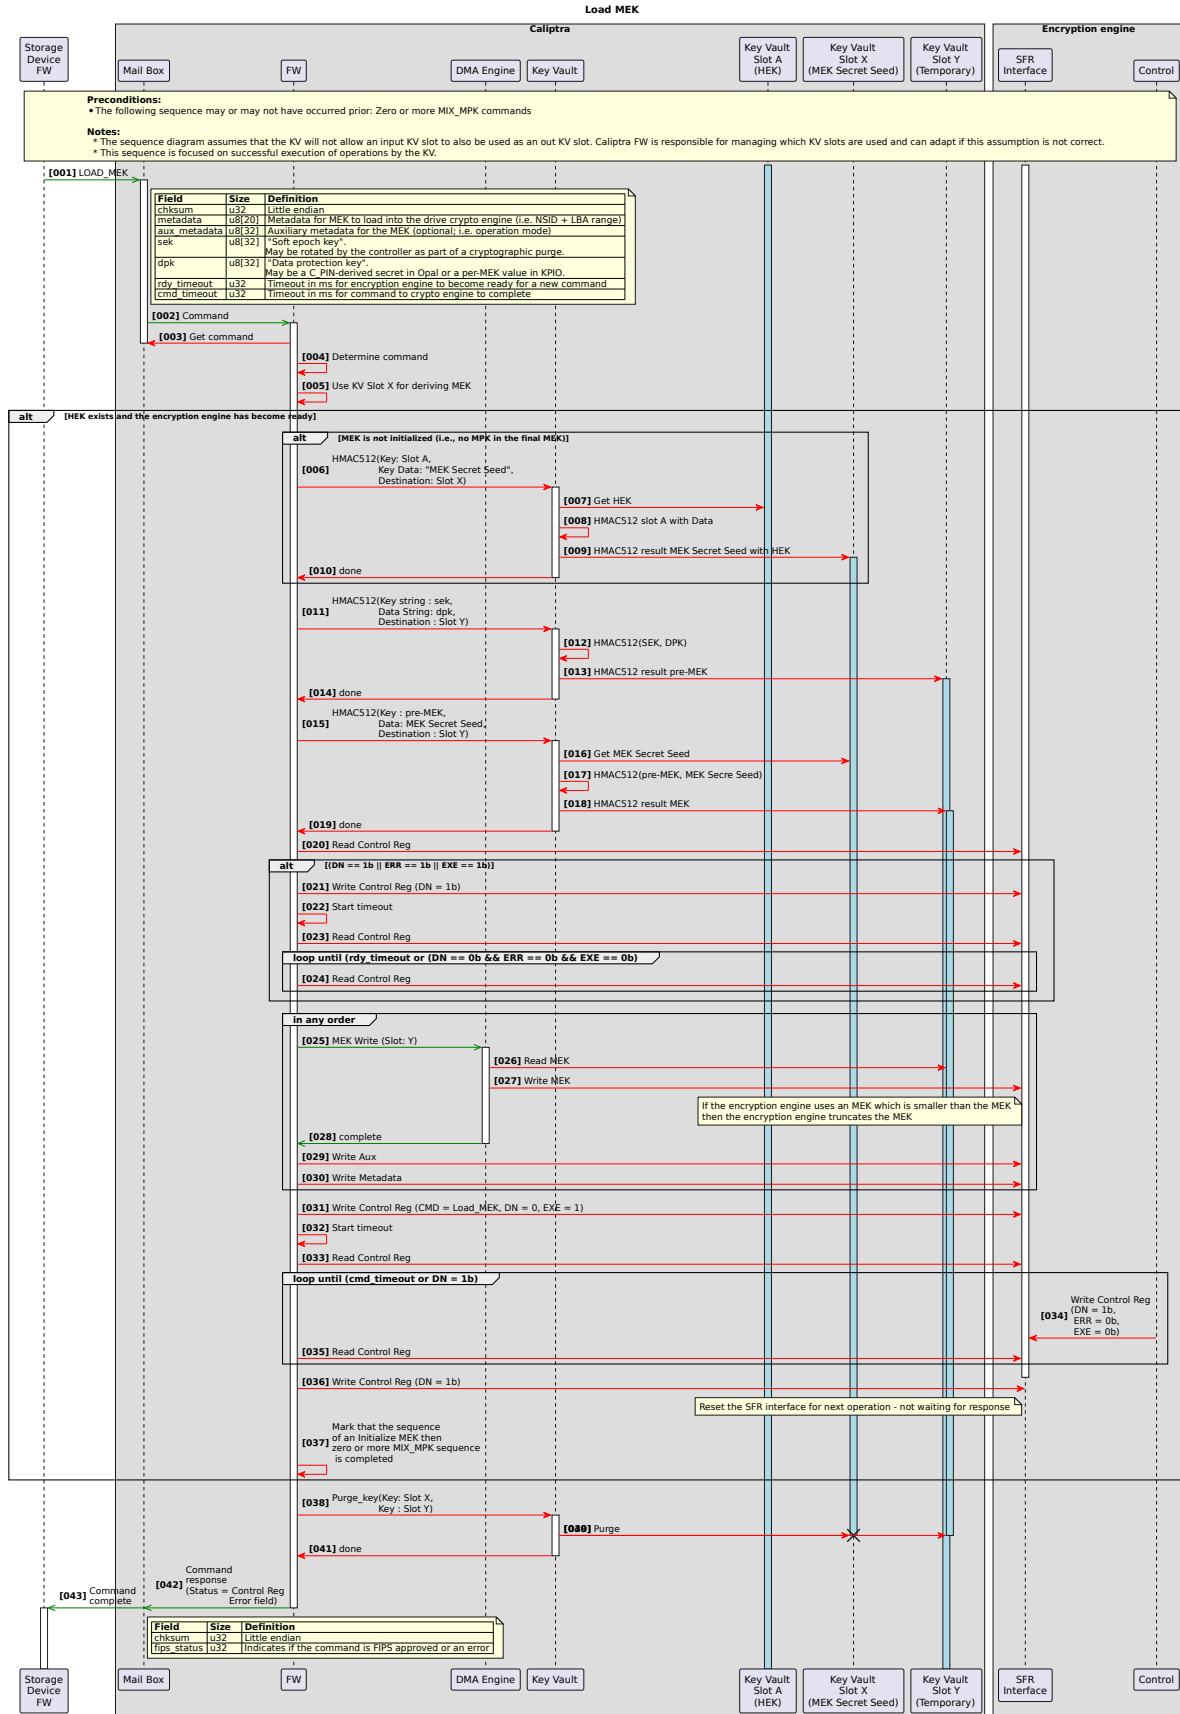 Load MEK
Caliptra
Encryption engine
Storage
Device
FW
Mail Box
FW
DMA Engine
Key Vault
Key Vault
Slot A
(HEK)
Key Vault
Slot X
(MEK Secret Seed)
Key Vault
Slot Y
(Temporary)
SFR
Interface
Control
Preconditions:
• The following sequence may or may not have occurred prior: Zero or more MIX_MPK commands
Notes:
* The sequence diagram assumes that the KV will not allow an input KV slot to also be used as an out KV slot. Caliptra FW is responsible for managing which KV slots are used and can adapt if this assumption is not correct.
* This sequence is focused on successful execution of operations by the KV.
[001] LOAD_MEK
Field Size Definition
chksum u32 Little endian
metadata u8[20] Metadata for MEK to load into the drive crypto engine (i.e. NSID + LBA range)
aux_metadata u8[32] Auxiliary metadata for the MEK (optional; i.e. operation mode)
sek u8[32] "Soft epoch key".
May be rotated by the controller as part of a cryptographic purge.
dpk u8[32] "Data protection key".
May be a C_PIN-derived secret in Opal or a per-MEK value in KPIO.
rdy_timeout u32 Timeout in ms for encryption engine to become ready for a new command
cmd_timeout u32 Timeout in ms for command to crypto engine to complete
[002] Command
[003] Get command
[004] Determine command
[005] Use KV Slot X for deriving MEK
alt [HEK exists and the encryption engine has become ready]
alt [MEK is not initialized (i.e., no MPK in the final MEK)]
HMAC512(Key: Slot A,
[006] Key Data: "MEK Secret Seed",
Destination: Slot X)
[007] Get HEK
[008] HMAC512 slot A with Data
[009] HMAC512 result MEK Secret Seed with HEK
[010] done
HMAC512(Key string : sek,
[011] Data String: dpk,
Destination : Slot Y)
[012] HMAC512(SEK, DPK)
[013] HMAC512 result pre-MEK
[014] done
HMAC512(Key : pre-MEK,
[015] Data: MEK Secret Seed,
Destination : Slot Y)
[016] Get MEK Secret Seed
[017] HMAC512(pre-MEK, MEK Secre Seed)
[018] HMAC512 result MEK
[019] done
[020] Read Control Reg
alt [(DN == 1b || ERR == 1b || EXE == 1b)]
[021] Write Control Reg (DN = 1b)
[022] Start timeout
[023] Read Control Reg
loop until (rdy_timeout or (DN == 0b && ERR == 0b && EXE == 0b)
[024] Read Control Reg
in any order
[025] MEK Write (Slot: Y)
[026] Read MEK
[027] Write MEK
If the encryption engine uses an MEK which is smaller than the MEK
then the encryption engine truncates the MEK
[028] complete
[029] Write Aux
[030] Write Metadata
[031] Write Control Reg (CMD = Load_MEK, DN = 0, EXE = 1)
[032] Start timeout
[033] Read Control Reg
loop until (cmd_timeout or DN = 1b)
Write Control Reg
(DN = 1b,
[034] ERR = 0b,
EXE = 0b)
[035] Read Control Reg
[036] Write Control Reg (DN = 1b)
Reset the SFR interface for next operation - not waiting for response
Mark that the sequence
of an Initialize MEK then
[037] zero or more MIX_MPK sequence
is completed
[038] Purge_key(Key: Slot X,
Key : Slot Y)
Purge
[041] done
Command
[042] response
(Status = Control Reg
Error field)
[043] Command
complete
Field Size Definition
chksum u32 Little endian
fips_status u32 Indicates if the command is FIPS approved or an error
Storage
Device
FW
Mail Box
FW
DMA Engine
Key Vault
Key Vault
Slot A
(HEK)
Key Vault
Slot X
(MEK Secret Seed)
Key Vault
Slot Y
(Temporary)
SFR
Interface
Control